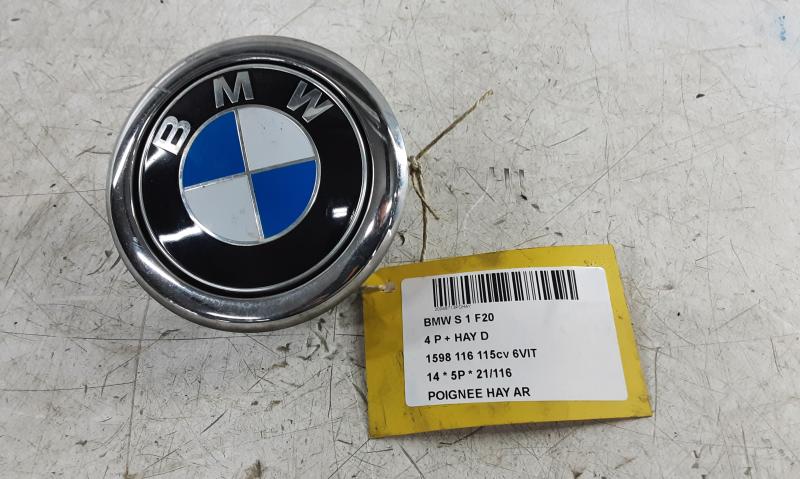 BMW
BMW S 1 F20
4 P + HAY D
1598 116 115cv 6VIT
14 * 5P * 21/116
POIGNEE HAY AR